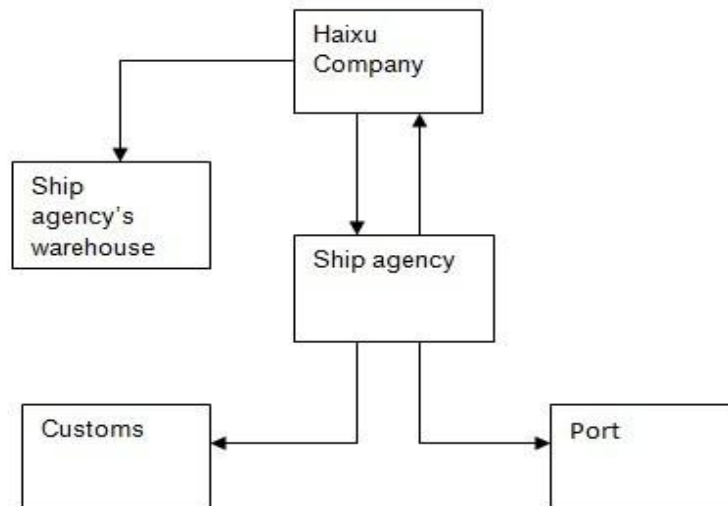 Haixu
Company
Ship
agency's
warehouse
Ship agency
Customs
Port